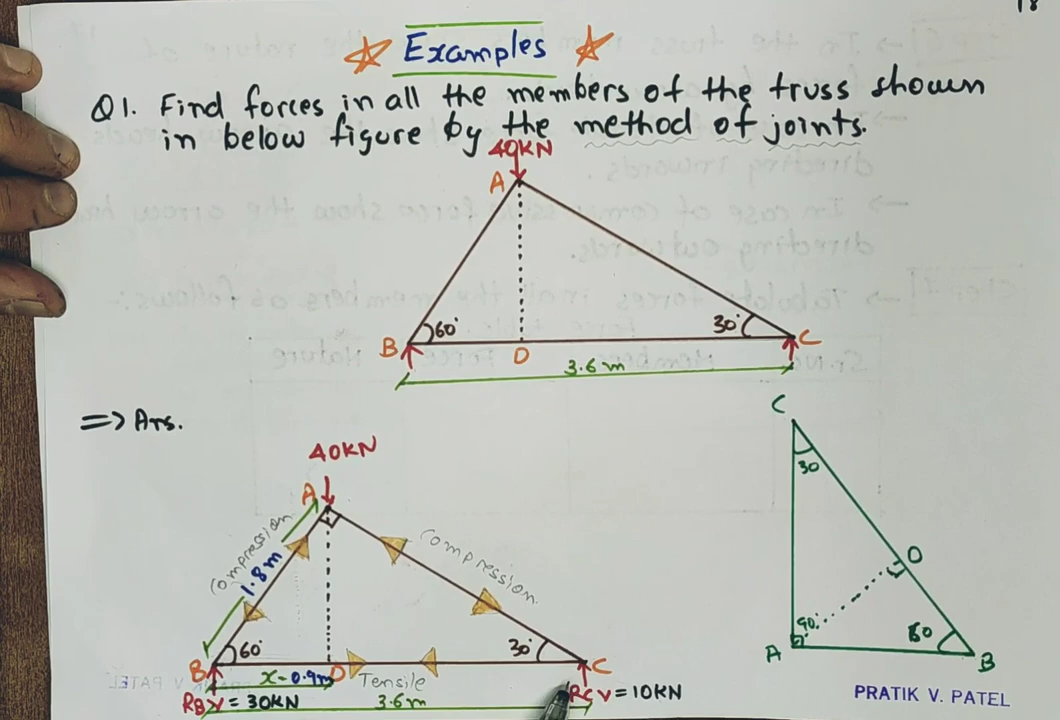 18
Examples
Q1. Find forces in all the members of the truss shown
in below figure by the method of joints.
40KN
A
B 60° D 30° C
3.6 m
=> Ans.
40KN
A
Compression
1.8m
Compression
B 60° D 30° C
x=0.9m
Tensile
RBV = 30KN
3.6m
RCV = 10KN
C
30
D
90°
60
A
B
PRATIK V. PATEL